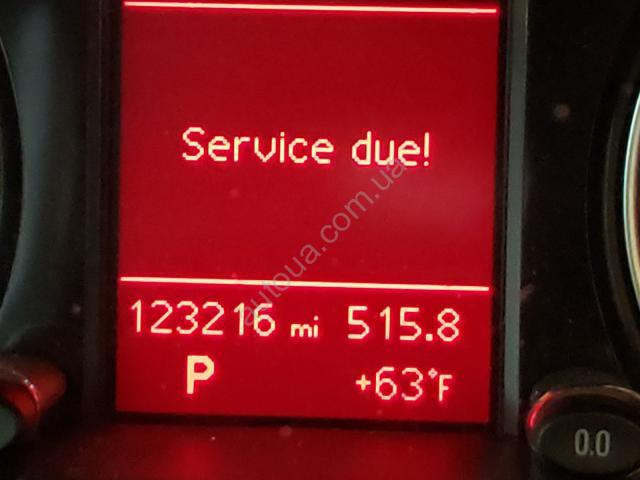 Service due!
autoua.com.ua
123216 mi 515.8
P +63°F
0.0